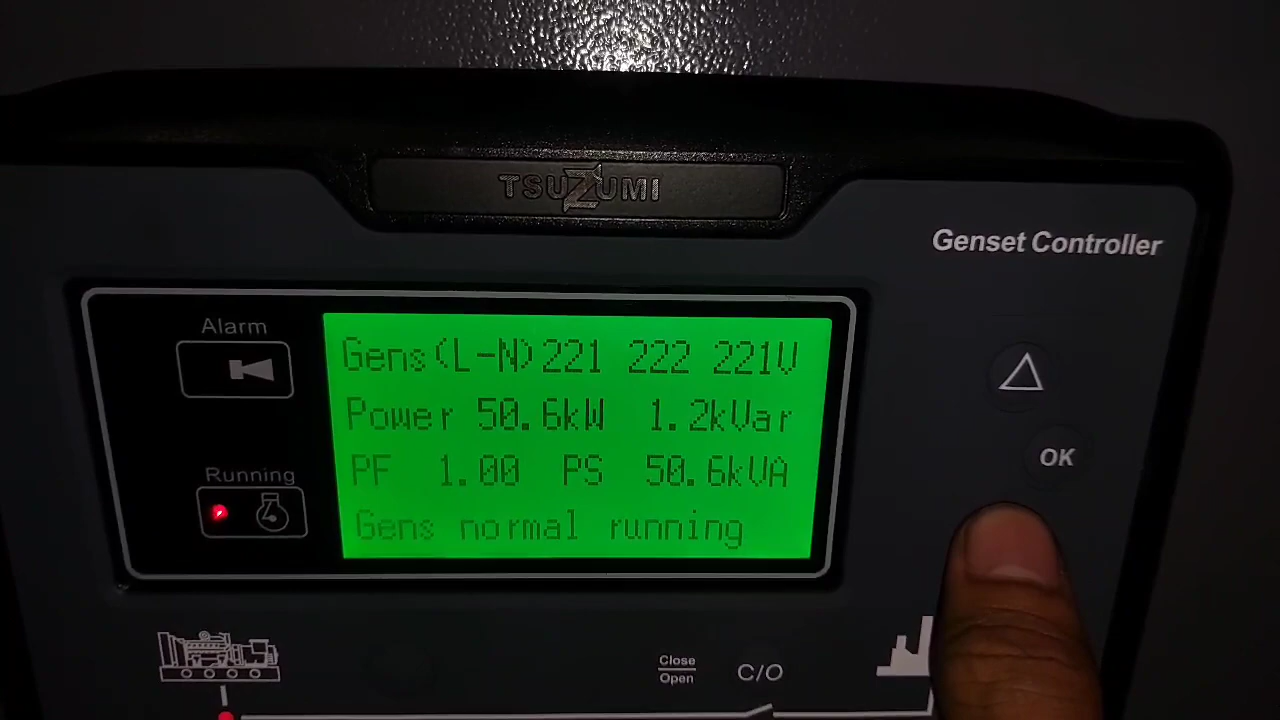 TSUZUMI
Genset Controller
Alarm
Gens(L-N)221 222 221V
Power 50.6kW 1.2kVar
OK
Running
PF 1.00 PS 50.6kVA
Gens normal running
Close
Open
C/O